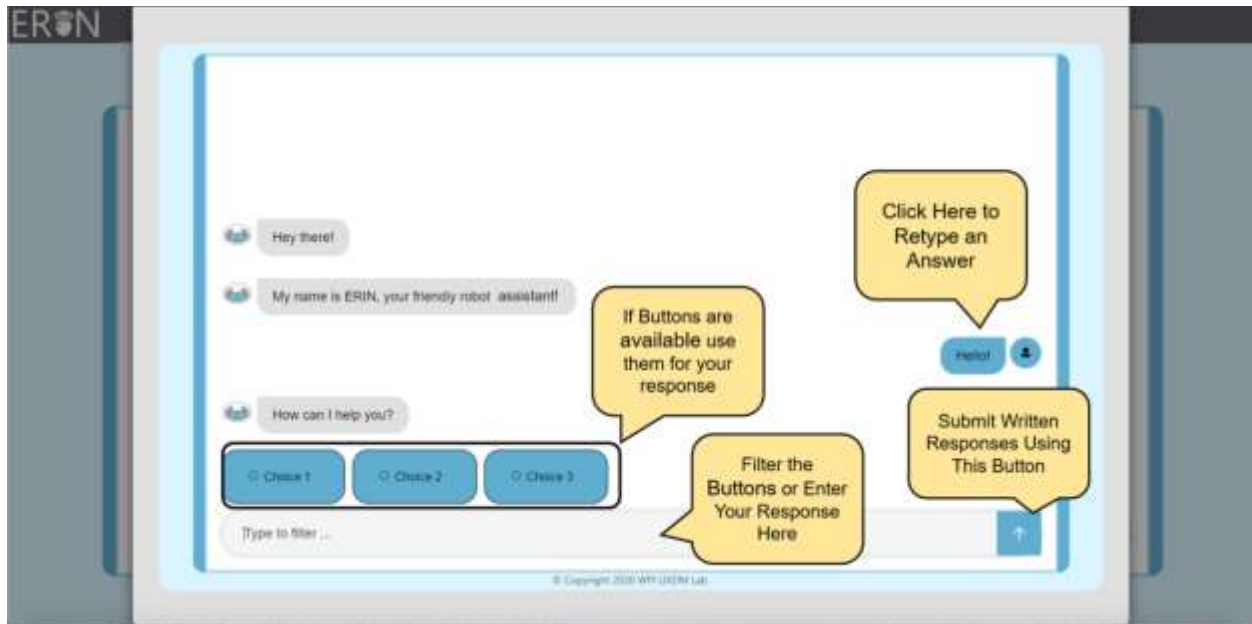 ERIN
Hey there!
My name is ERIN, your friendly robot assistant!
Click Here to
Retype an
Answer
Hello!
If Buttons are
available use
them for your
response
How can I help you?
Choice 1
Choice 2
Choice 3
Filter the
Buttons or Enter
Your Response
Here
Submit Written
Responses Using
This Button
Type to filter ...
© Copyright 2020 WPI UXDM Lab